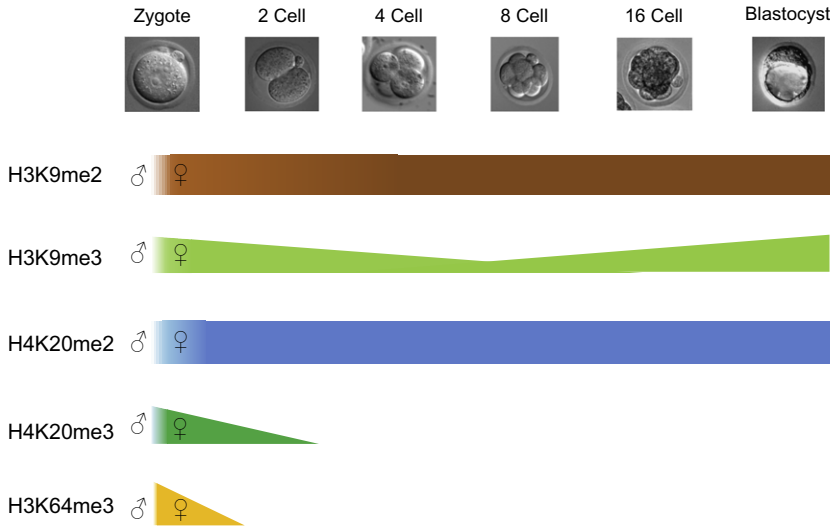 Zygote 2 Cell 4 Cell 8 Cell 16 Cell Blastocyst
H3K9me2 ♂ ♀
H3K9me3 ♂ ♀
H4K20me2 ♂ ♀
H4K20me3 ♂ ♀
H3K64me3 ♂ ♀